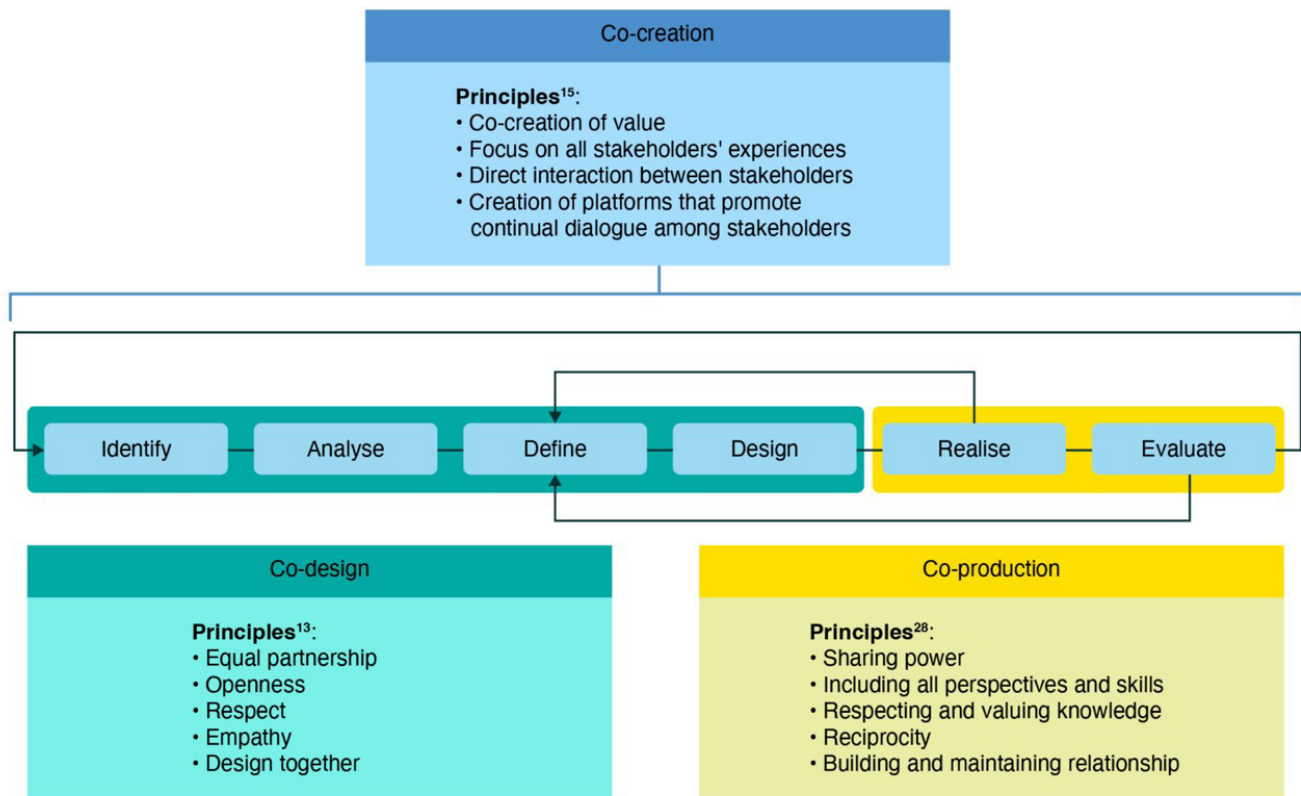 Co-creation
Principles¹⁵:
• Co-creation of value
• Focus on all stakeholders' experiences
• Direct interaction between stakeholders
• Creation of platforms that promote
continual dialogue among stakeholders
Identify
Analyse
Define
Design
Realise
Evaluate
Co-design
Principles¹³:
• Equal partnership
• Openness
• Respect
• Empathy
• Design together
Co-production
Principles²⁸:
• Sharing power
• Including all perspectives and skills
• Respecting and valuing knowledge
• Reciprocity
• Building and maintaining relationship